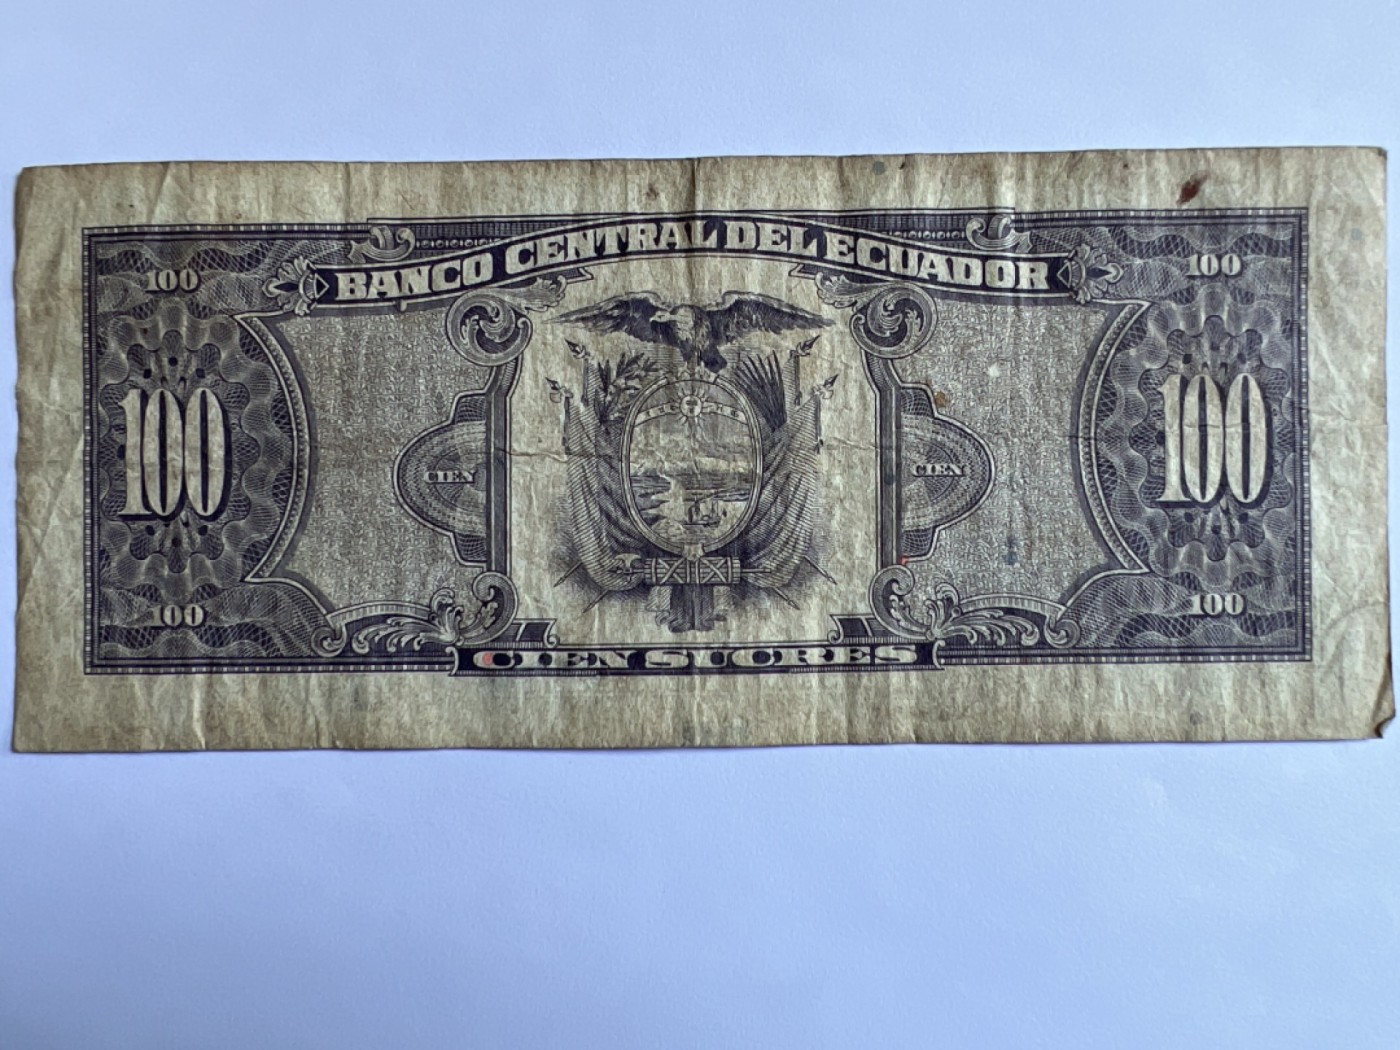 BANCO CENTRAL DEL ECUADOR
100 100
100 CIEN CIEN 100
100 100
CIEN SUCRES